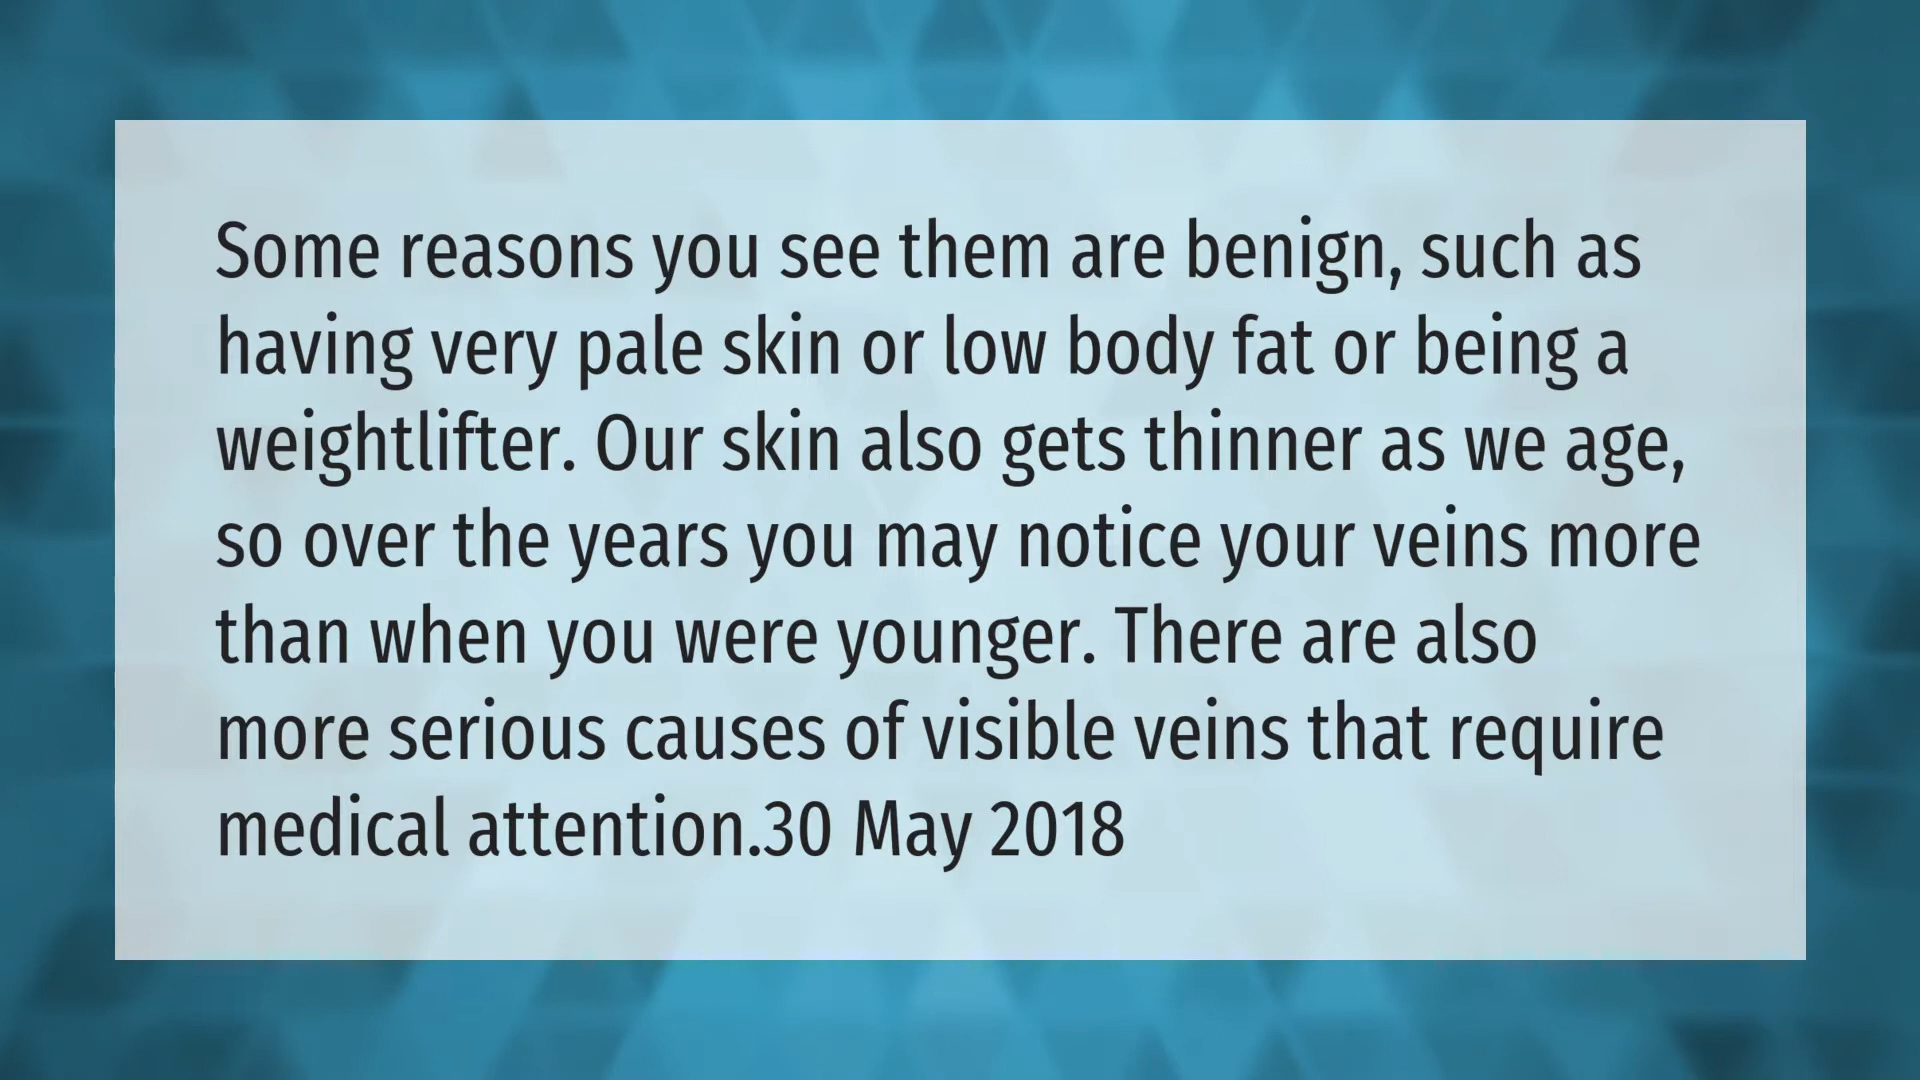 Some reasons you see them are benign, such as
having very pale skin or low body fat or being a
weightlifter. Our skin also gets thinner as we age,
so over the years you may notice your veins more
than when you were younger. There are also
more serious causes of visible veins that require
medical attention.30 May 2018